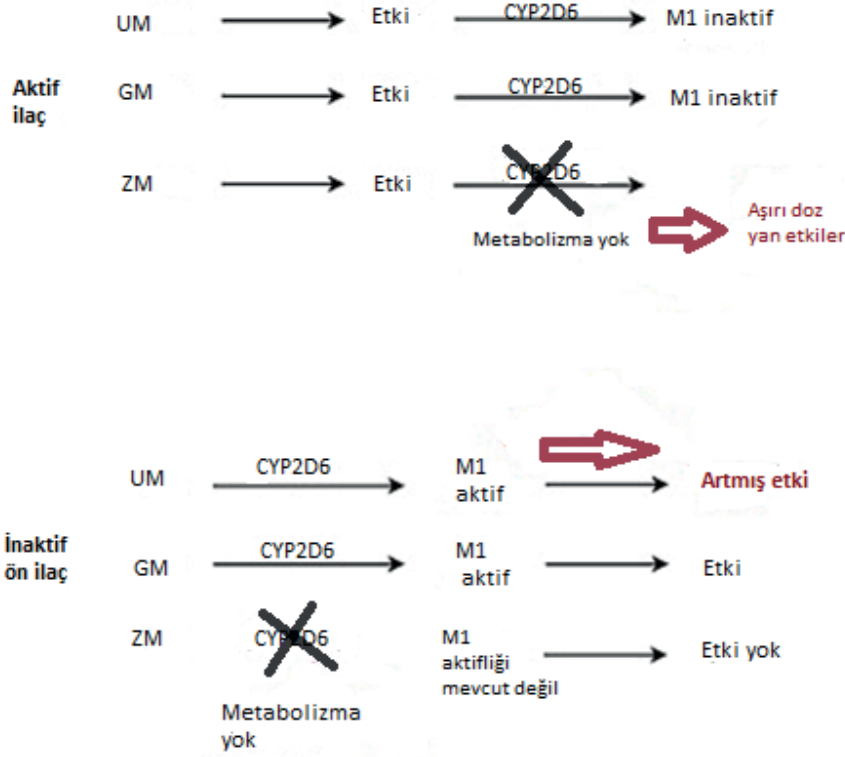 UM Etki CYP2D6 M1 inaktif
Aktif
ilaç
GM Etki CYP2D6 M1 inaktif
ZM Etki CYP2D6
Metabolizma yok
Aşırı doz
yan etkiler
UM CYP2D6 M1
aktif
Artmış etki
İnaktif
ön ilaç
GM CYP2D6 M1
aktif
Etki
ZM CYP2D6 M1
aktifliği
mevcut değil
Etki yok
Metabolizma
yok